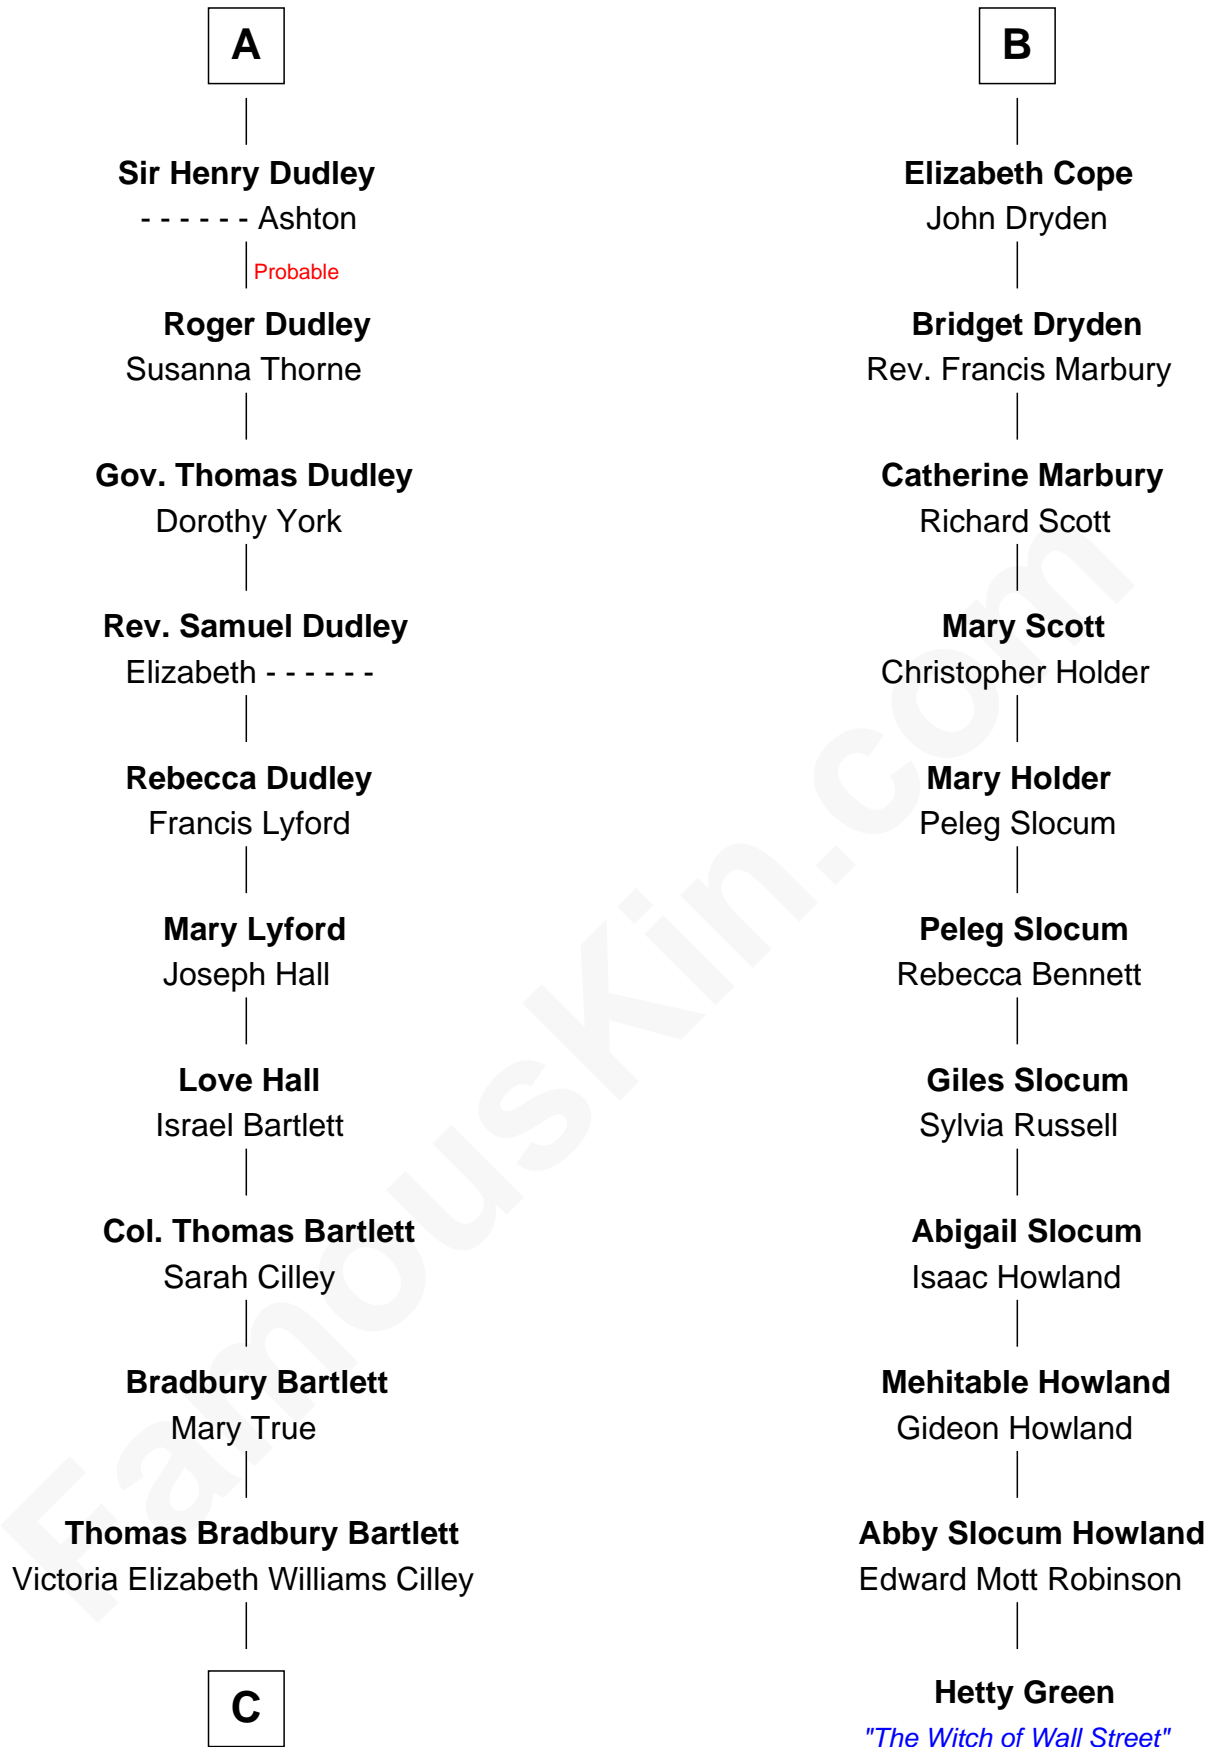 A
Sir Henry Dudley
- - - - - - Ashton
Probable
Roger Dudley
Susanna Thorne
Gov. Thomas Dudley
Dorothy York
Rev. Samuel Dudley
Elizabeth - - - - - -
Rebecca Dudley
Francis Lyford
Mary Lyford
Joseph Hall
Love Hall
Israel Bartlett
Col. Thomas Bartlett
Sarah Cilley
Bradbury Bartlett
Mary True
Thomas Bradbury Bartlett
Victoria Elizabeth Williams Cilley
C
B
Elizabeth Cope
John Dryden
Bridget Dryden
Rev. Francis Marbury
Catherine Marbury
Richard Scott
Mary Scott
Christopher Holder
Mary Holder
Peleg Slocum
Peleg Slocum
Rebecca Bennett
Giles Slocum
Sylvia Russell
Abigail Slocum
Isaac Howland
Mehitable Howland
Gideon Howland
Abby Slocum Howland
Edward Mott Robinson
Hetty Green
"The Witch of Wall Street"
FamousKin.com